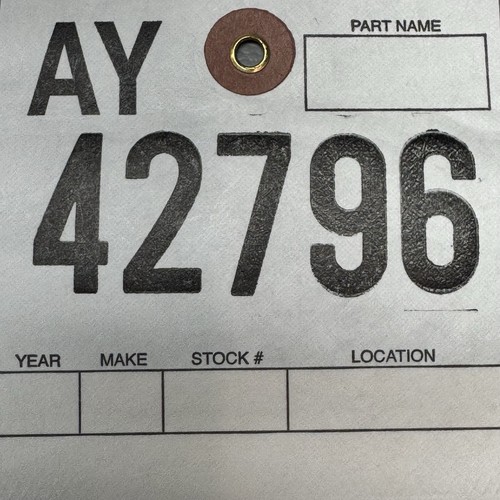 AY
PART NAME
42796
YEAR MAKE STOCK # LOCATION